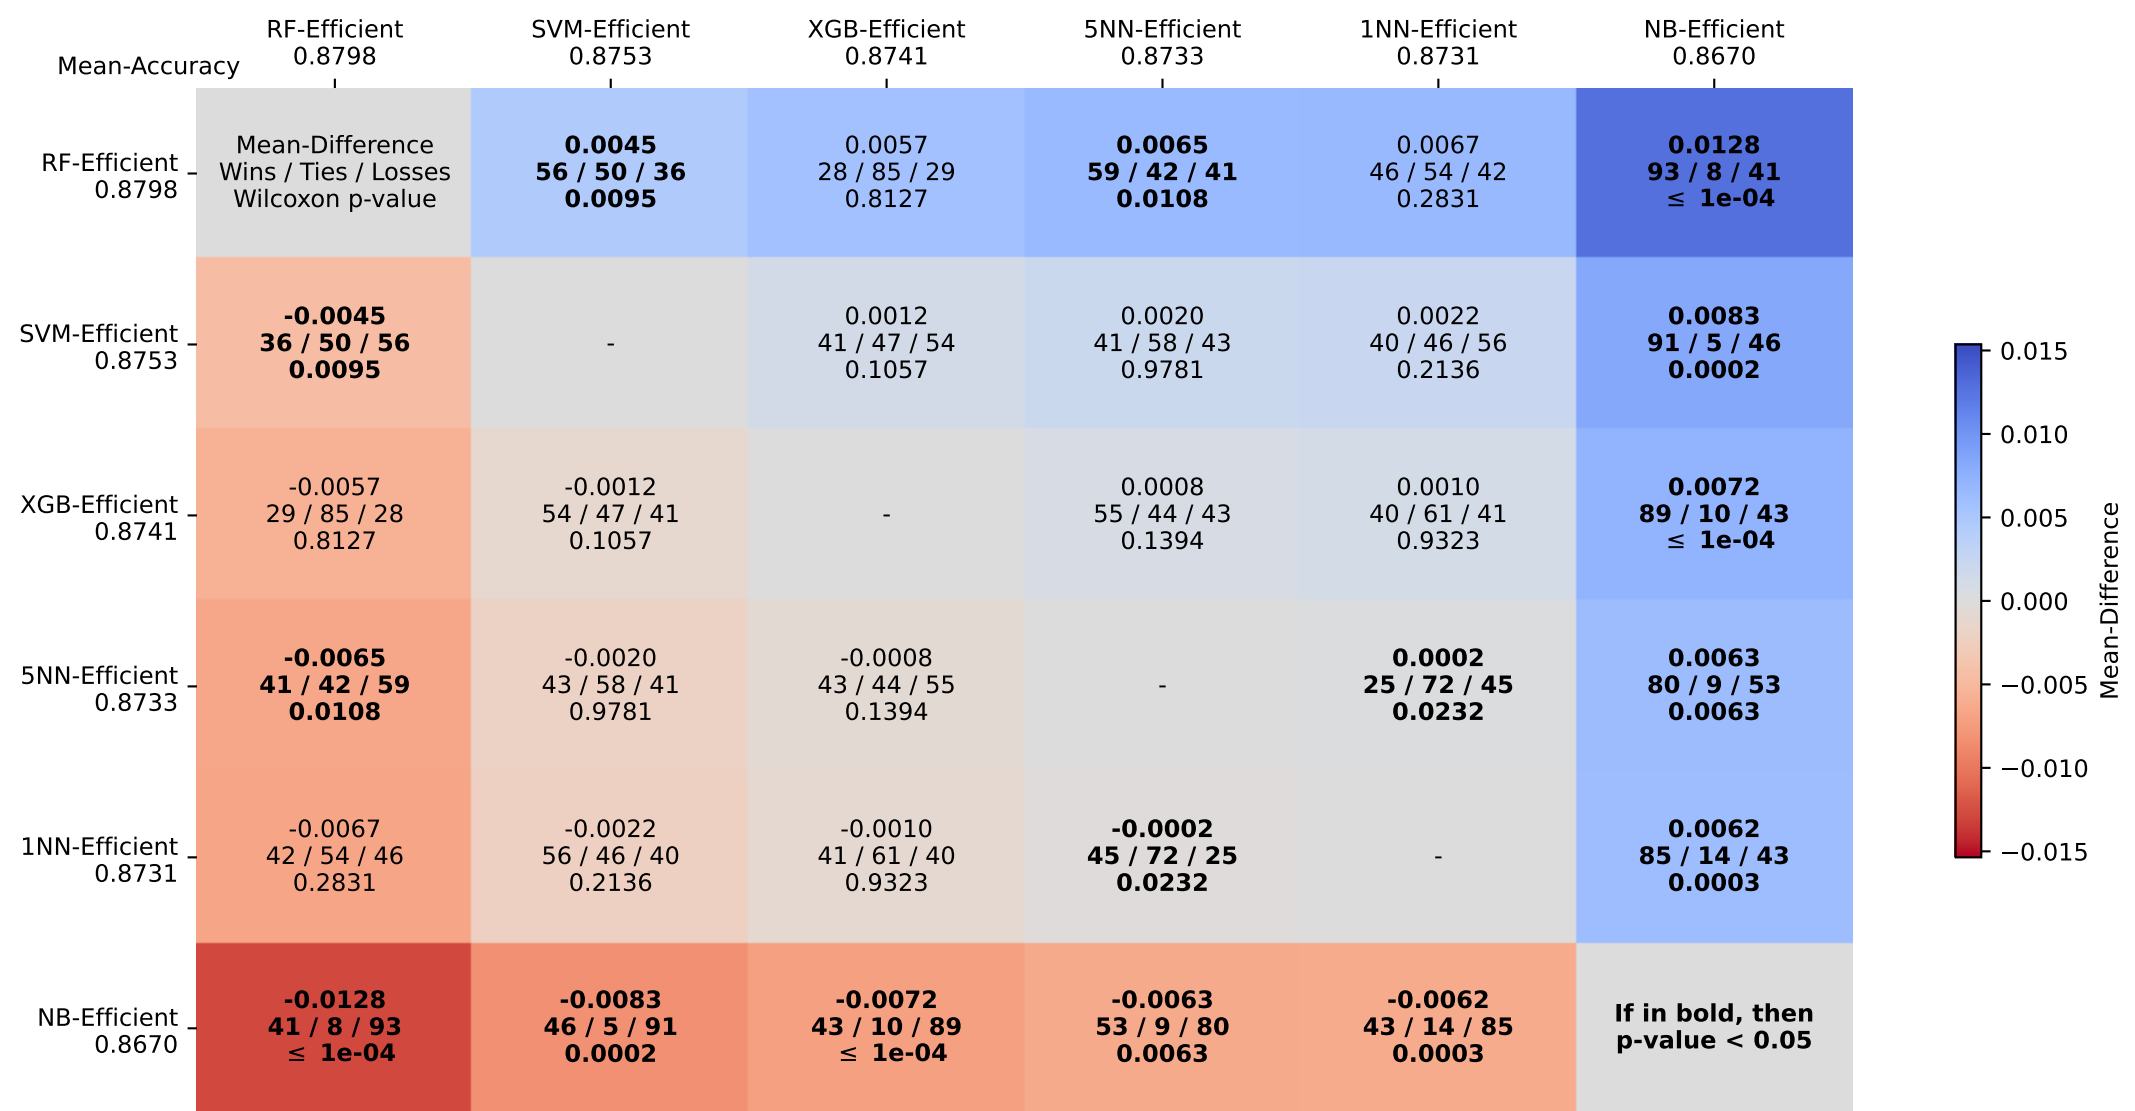 RF-Efficient
0.8798
SVM-Efficient
0.8753
XGB-Efficient
0.8741
5NN-Efficient
0.8733
1NN-Efficient
0.8731
NB-Efficient
0.8670
Mean-Accuracy
RF-Efficient
0.8798
Mean-Difference
Wins / Ties / Losses
Wilcoxon p-value
0.0045
56 / 50 / 36
0.0095
0.0057
28 / 85 / 29
0.8127
0.0065
59 / 42 / 41
0.0108
0.0067
46 / 54 / 42
0.2831
0.0128
93 / 8 / 41
≤ 1e-04
SVM-Efficient
0.8753
-0.0045
36 / 50 / 56
0.0095
-
0.0012
41 / 47 / 54
0.1057
0.0020
41 / 58 / 43
0.9781
0.0022
40 / 46 / 56
0.2136
0.0083
91 / 5 / 46
0.0002
XGB-Efficient
0.8741
-0.0057
29 / 85 / 28
0.8127
-0.0012
54 / 47 / 41
0.1057
-
0.0008
55 / 44 / 43
0.1394
0.0010
40 / 61 / 41
0.9323
0.0072
89 / 10 / 43
≤ 1e-04
5NN-Efficient
0.8733
-0.0065
41 / 42 / 59
0.0108
-0.0020
43 / 58 / 41
0.9781
-0.0008
43 / 44 / 55
0.1394
-
0.0002
25 / 72 / 45
0.0232
0.0063
80 / 9 / 53
0.0063
1NN-Efficient
0.8731
-0.0067
42 / 54 / 46
0.2831
-0.0022
56 / 46 / 40
0.2136
-0.0010
41 / 61 / 40
0.9323
-0.0002
45 / 72 / 25
0.0232
-
0.0062
85 / 14 / 43
0.0003
NB-Efficient
0.8670
-0.0128
41 / 8 / 93
≤ 1e-04
-0.0083
46 / 5 / 91
0.0002
-0.0072
43 / 10 / 89
≤ 1e-04
-0.0063
53 / 9 / 80
0.0063
-0.0062
43 / 14 / 85
0.0003
If in bold, then
p-value < 0.05
0.015
0.010
0.005
0.000
−0.005
−0.010
−0.015
Mean-Difference